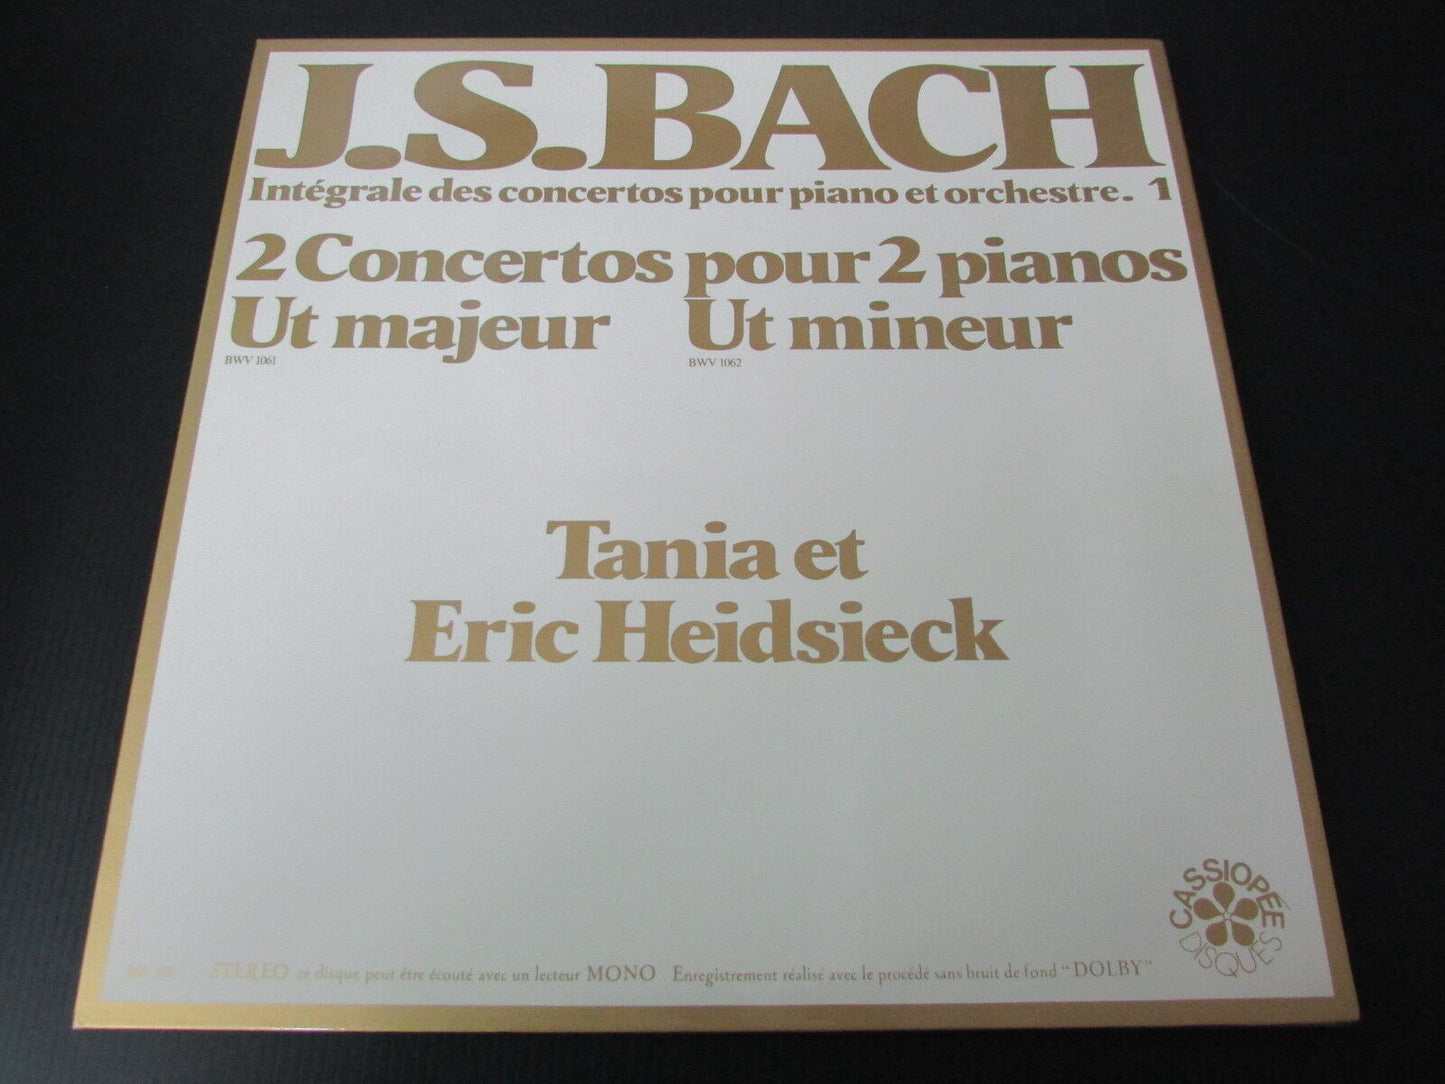 J.S.BACH
Intégrale des concertos pour piano et orchestre. 1
2 Concertos pour 2 pianos
Ut majeur Ut mineur
BWV 1061 BWV 1062
Tania et
Eric Heidsieck
CASSIOPÉE
DISQUES
STEREO ce disque peut être écouté avec un lecteur MONO Enregistrement réalisé avec le procédé sans bruit de fond "DOLBY"